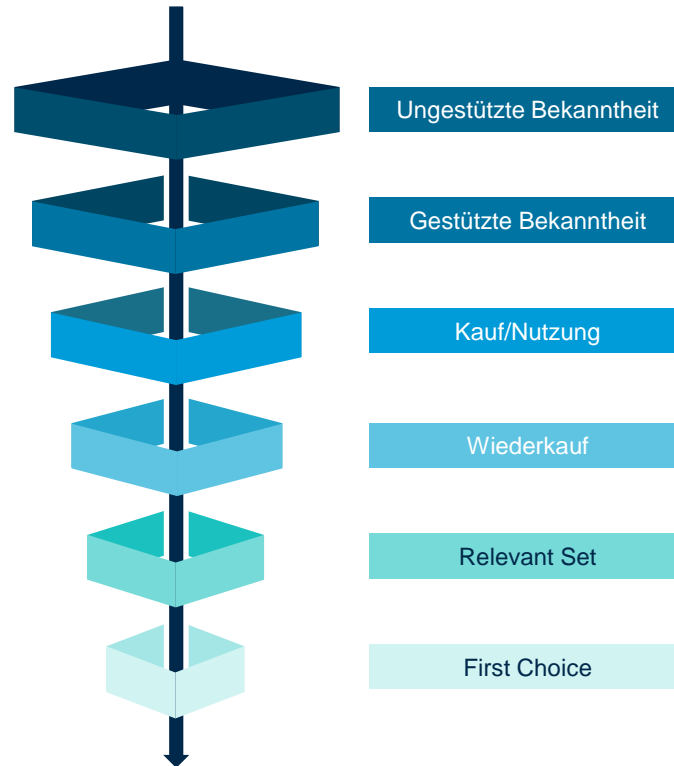 Ungestützte Bekanntheit
Gestützte Bekanntheit
Kauf/Nutzung
Wiederkauf
Relevant Set
First Choice